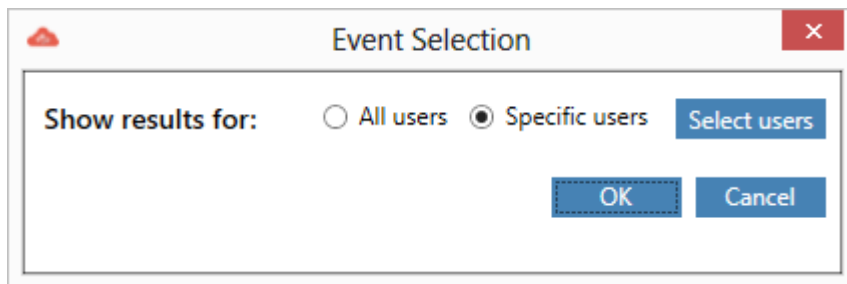 Event Selection
Show results for: All users Specific users Select users
OK Cancel